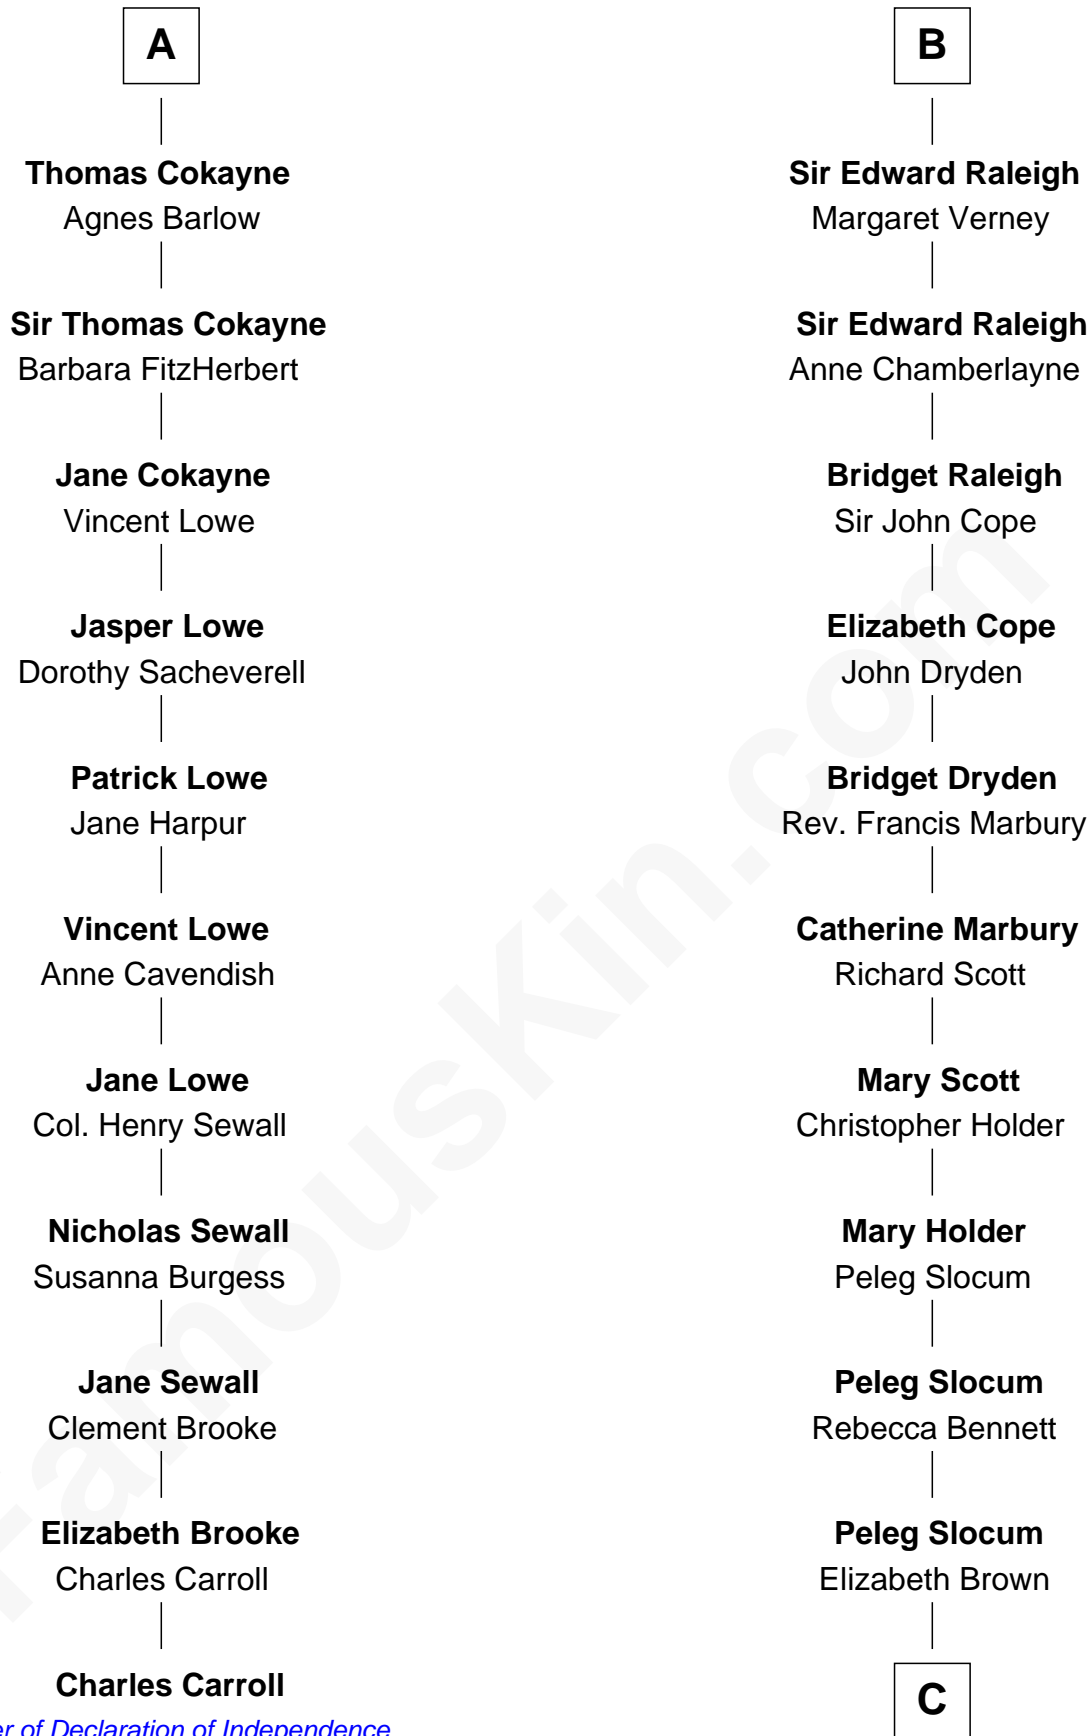 A
Thomas Cokayne
Agnes Barlow
Sir Thomas Cokayne
Barbara FitzHerbert
Jane Cokayne
Vincent Lowe
Jasper Lowe
Dorothy Sacheverell
Patrick Lowe
Jane Harpur
Vincent Lowe
Anne Cavendish
Jane Lowe
Col. Henry Sewall
Nicholas Sewall
Susanna Burgess
Jane Sewall
Clement Brooke
Elizabeth Brooke
Charles Carroll
Charles Carroll
of Declaration of Independence
B
Sir Edward Raleigh
Margaret Verney
Sir Edward Raleigh
Anne Chamberlayne
Bridget Raleigh
Sir John Cope
Elizabeth Cope
John Dryden
Bridget Dryden
Rev. Francis Marbury
Catherine Marbury
Richard Scott
Mary Scott
Christopher Holder
Mary Holder
Peleg Slocum
Peleg Slocum
Rebecca Bennett
Peleg Slocum
Elizabeth Brown
C
FamousKin.com